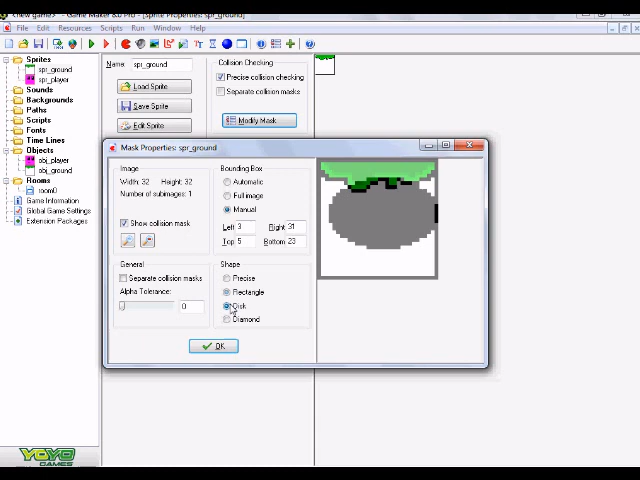 <new game> - Game Maker 8.0 Pro - [Sprite Properties: spr_ground]
File Edit Resources Scripts Run Window Help
Sprites
spr_ground
spr_player
Sounds
Backgrounds
Paths
Scripts
Fonts
Time Lines
Objects
obj_player
obj_ground
Rooms
room0
Game Information
Global Game Settings
Extension Packages
YOYO
GAMES
Name: spr_ground
Load Sprite
Save Sprite
Edit Sprite
Collision Checking
Precise collision checking
Separate collision masks
Modify Mask
Mask Properties: spr_ground
Image
Width: 32 Height: 32
Number of subimages: 1
Show collision mask
General
Separate collision masks
Alpha Tolerance:
0
Bounding Box
Automatic
Full image
Manual
Left 3 Right 31
Top 5 Bottom 23
Shape
Precise
Rectangle
Disk
Diamond
OK